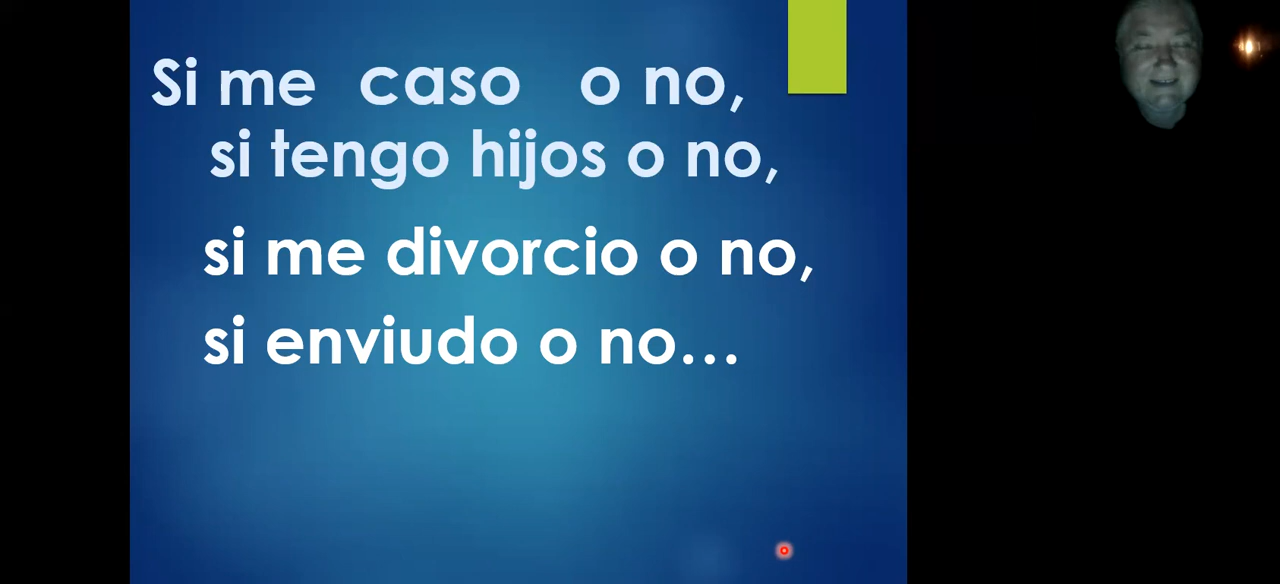 Si me caso o no,
si tengo hijos o no,
si me divorcio o no,
si enviudo o no...